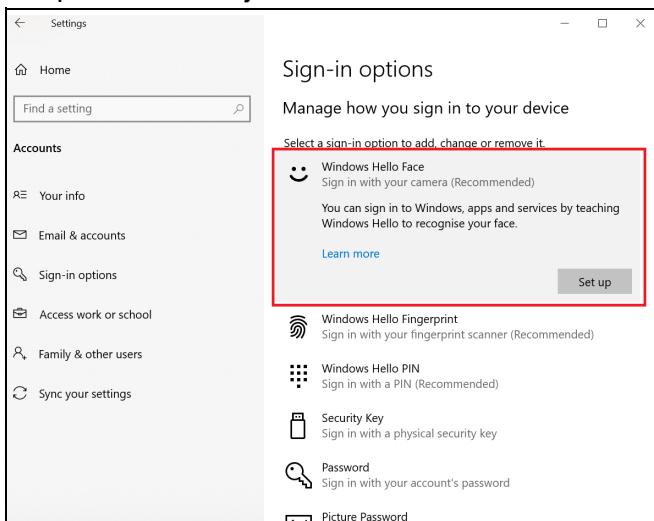 Settings
Home
Find a setting
Accounts
Your info
Email & accounts
Sign-in options
Access work or school
Family & other users
Sync your settings
Sign-in options
Manage how you sign in to your device
Select a sign-in option to add, change or remove it.
Windows Hello Face
Sign in with your camera (Recommended)
You can sign in to Windows, apps and services by teaching
Windows Hello to recognise your face.
Learn more
Set up
Windows Hello Fingerprint
Sign in with your fingerprint scanner (Recommended)
Windows Hello PIN
Sign in with a PIN (Recommended)
Security Key
Sign in with a physical security key
Password
Sign in with your account's password
Picture Password